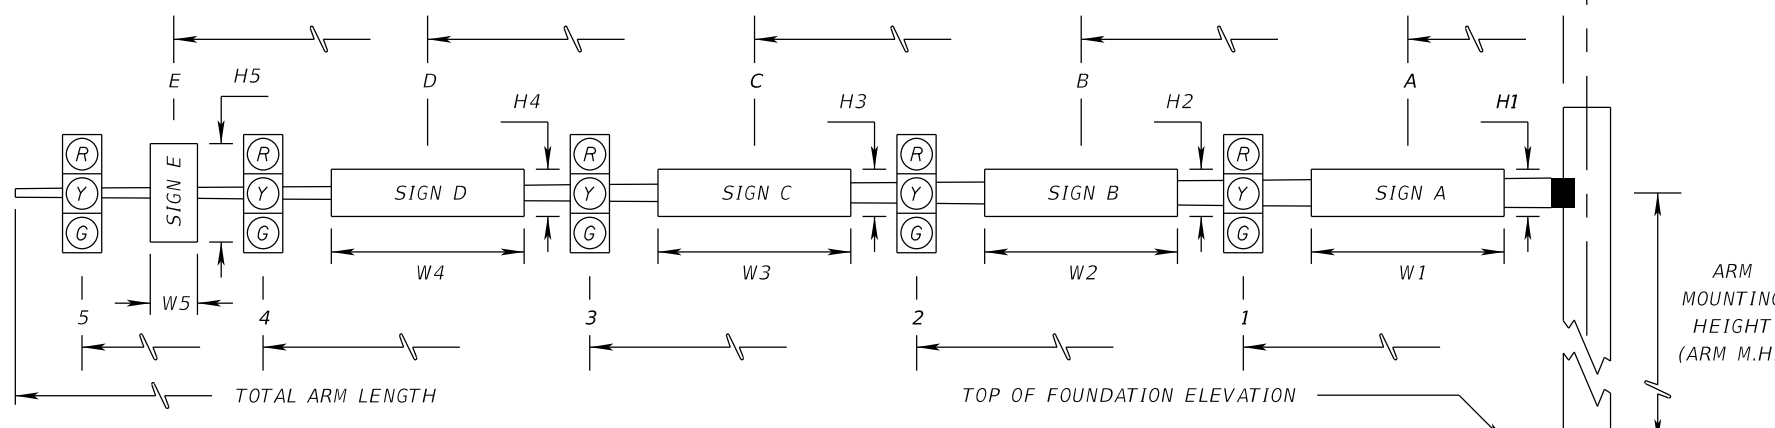 E D C B A
H5 H4 H3 H2 H1
R R R R R
Y SIGN E Y SIGN D Y SIGN C Y SIGN B Y SIGN A
G G G G G
W5 W4 W3 W2 W1
5 4 3 2 1
ARM
MOUNTING
HEIGHT
(ARM M.H.
TOTAL ARM LENGTH
TOP OF FOUNDATION ELEVATION